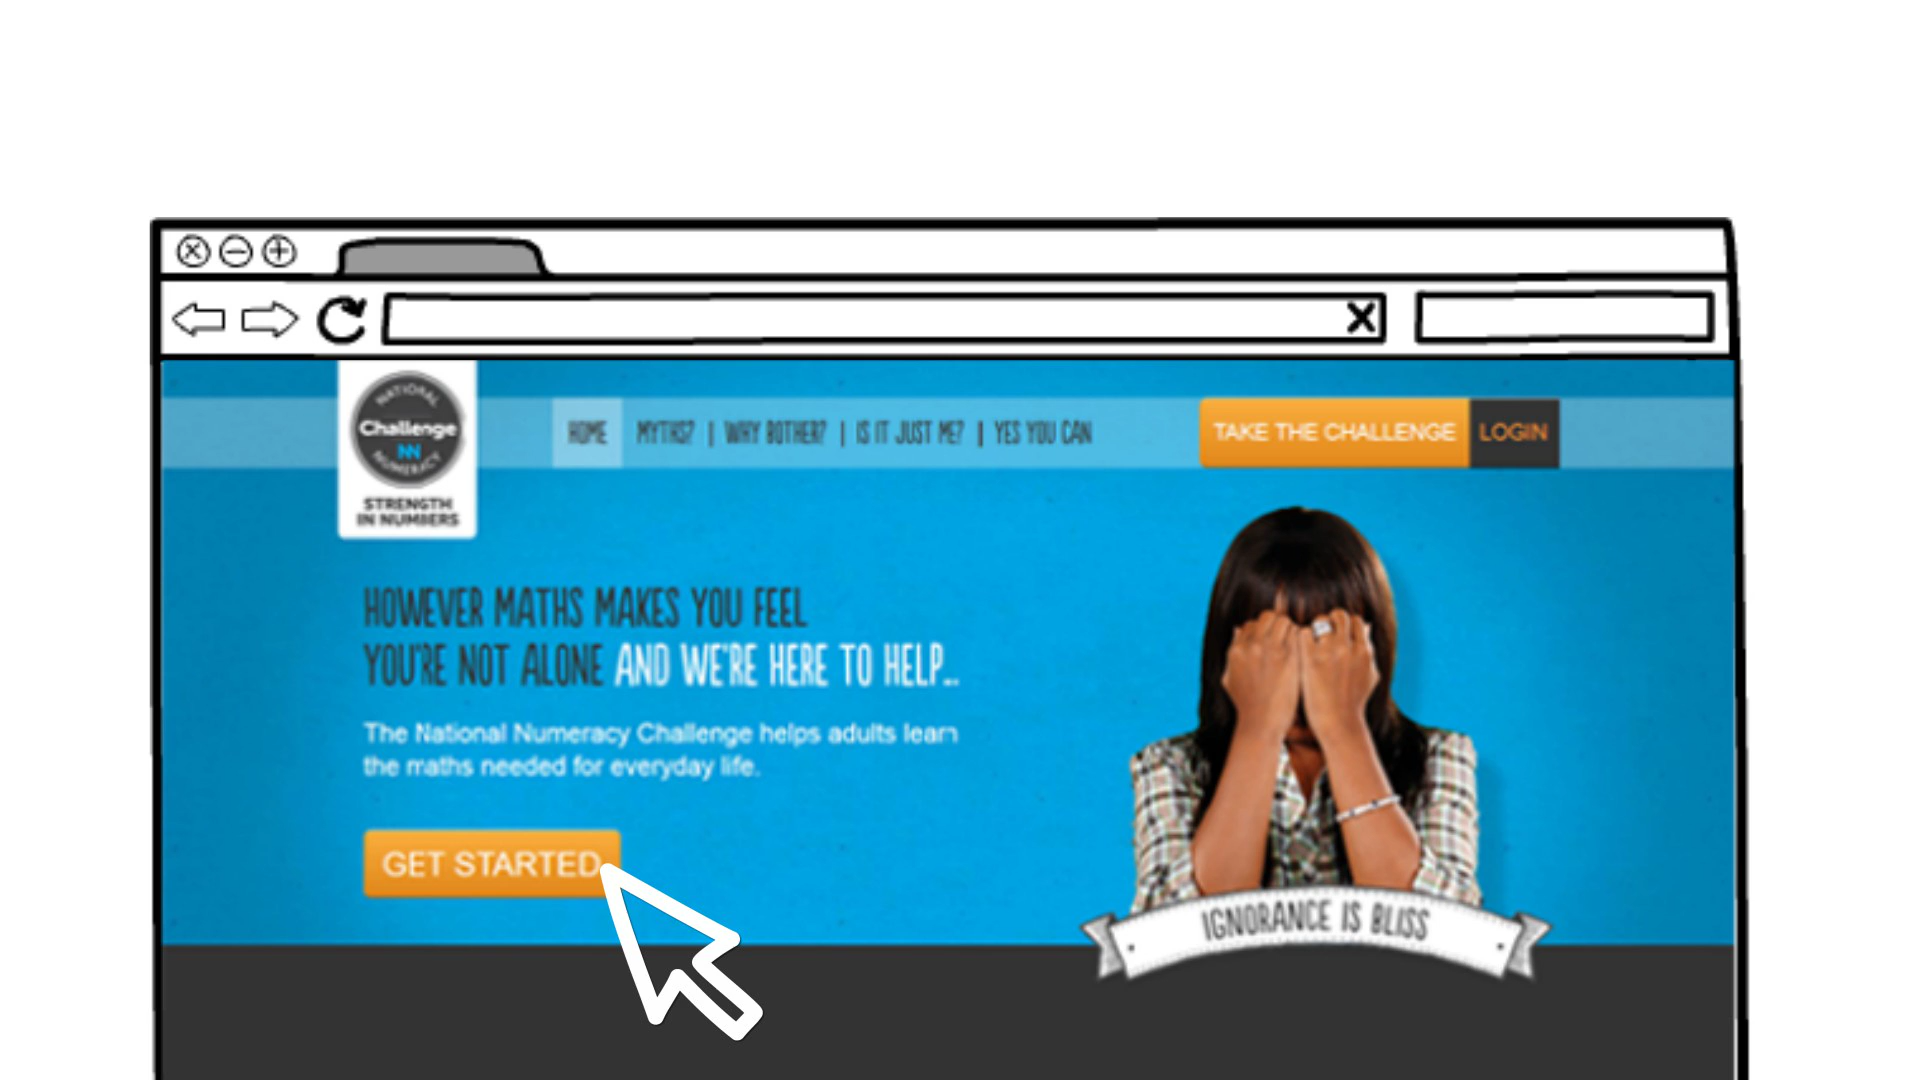 NATIONAL
Challenge
NN
NUMERACY
STRENGTH
IN NUMBERS
HOME MYTHS? | WHY BOTHER? | IS IT JUST ME? | YES YOU CAN
TAKE THE CHALLENGE LOGIN
HOWEVER MATHS MAKES YOU FEEL
YOU'RE NOT ALONE AND WE'RE HERE TO HELP...
The National Numeracy Challenge helps adults learn
the maths needed for everyday life.
GET STARTED
IGNORANCE IS BLISS